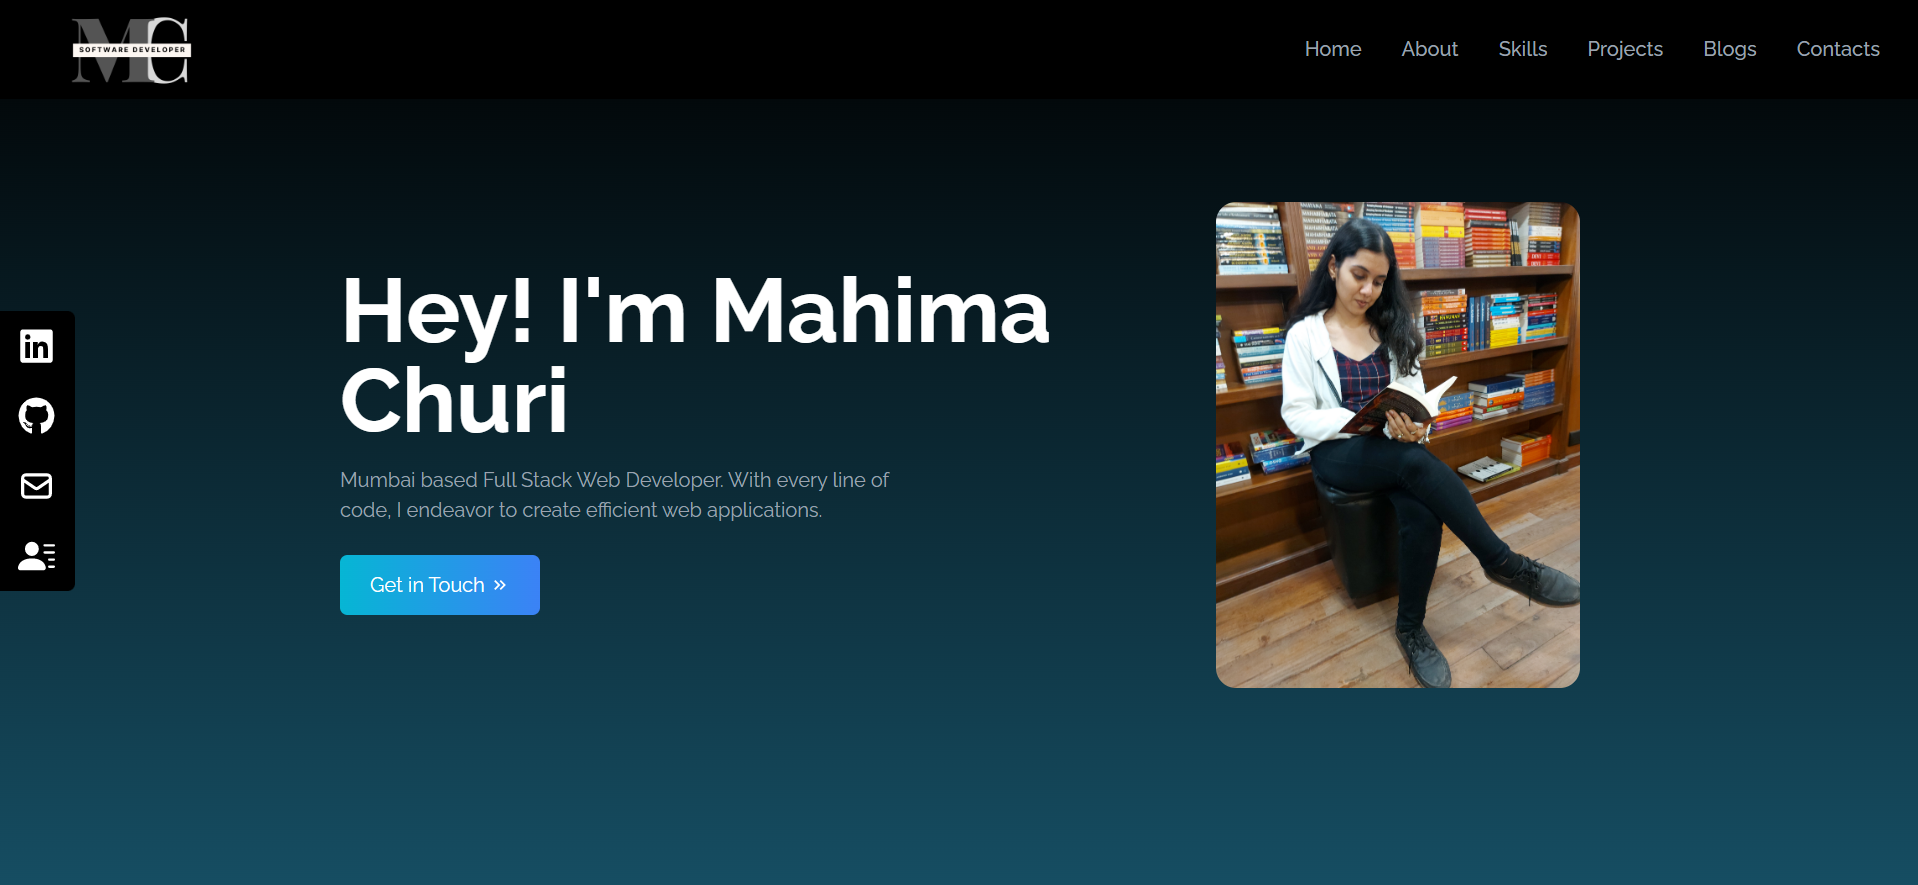 MC
SOFTWARE DEVELOPER
Home About Skills Projects Blogs Contacts
Hey! I'm Mahima
Churi
Mumbai based Full Stack Web Developer. With every line of
code, I endeavor to create efficient web applications.
Get in Touch »
in